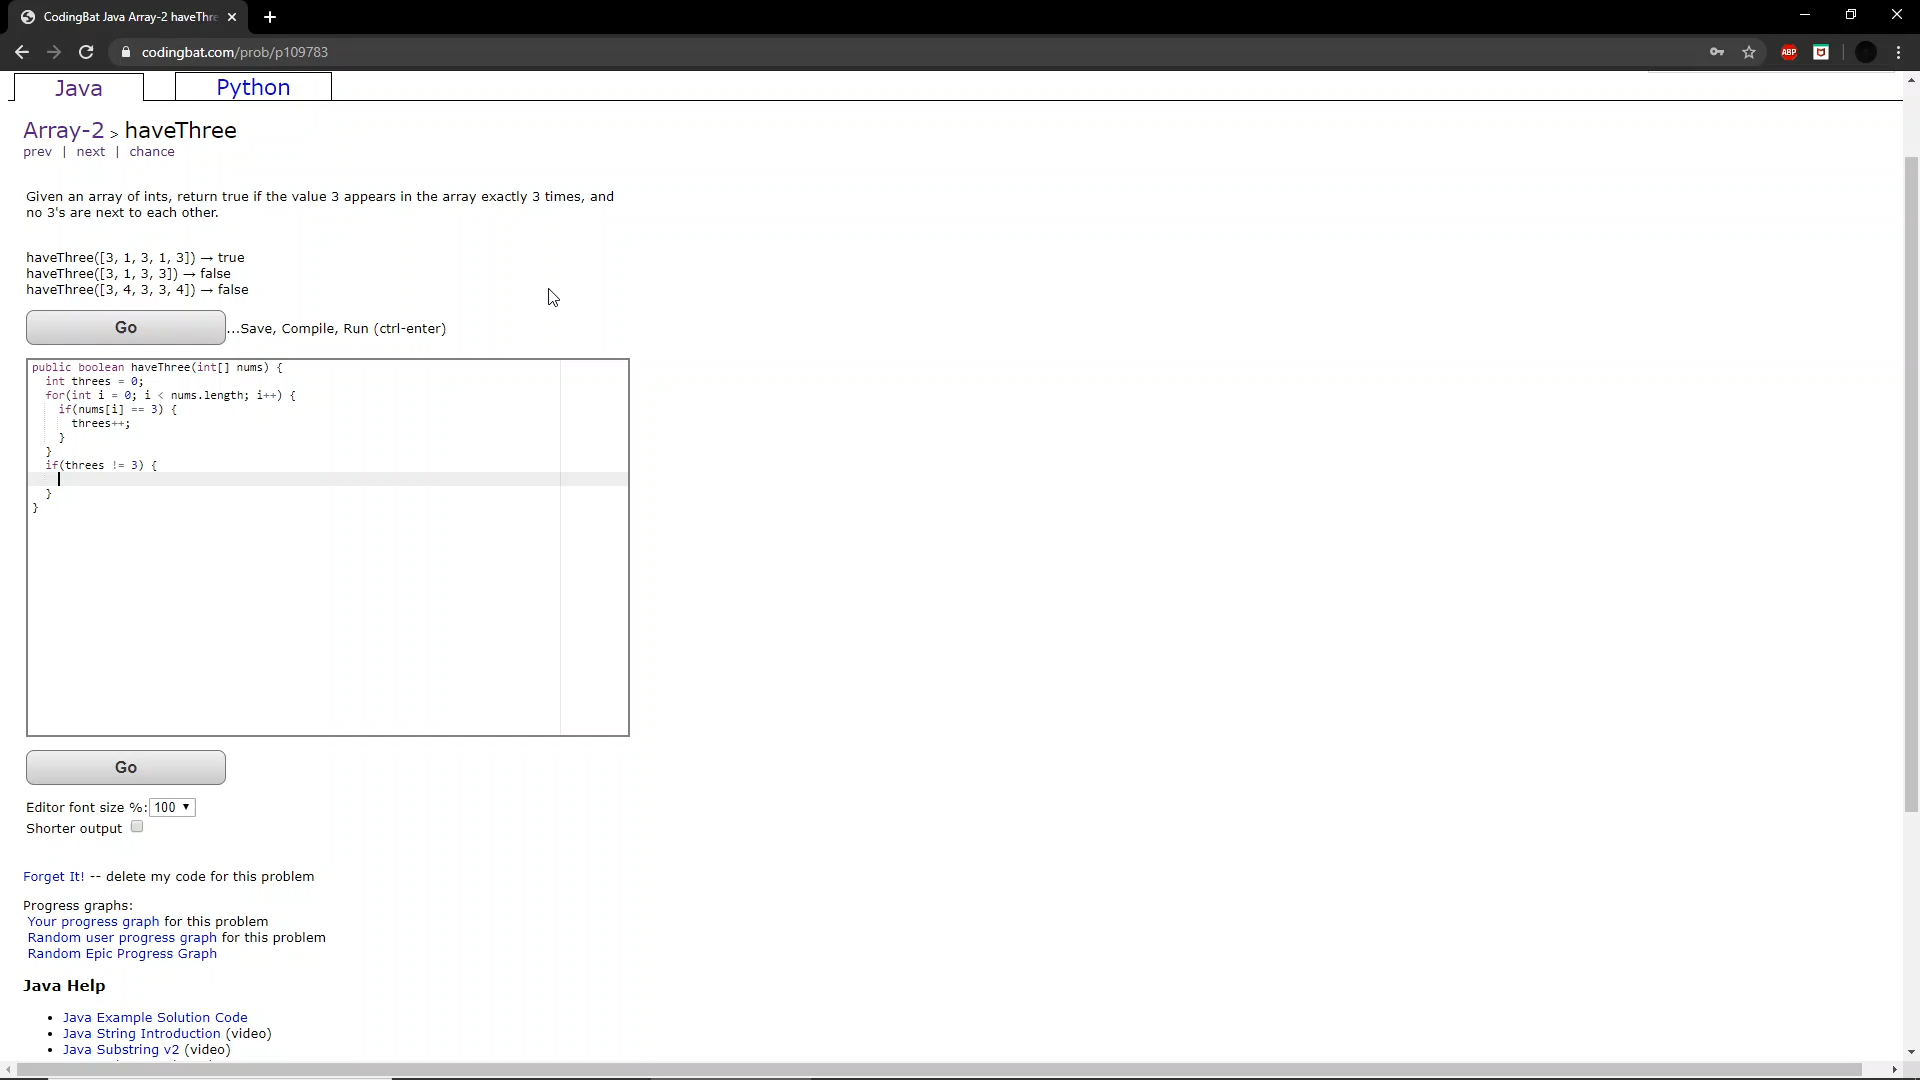 CodingBat Java Array-2 haveThre
codingbat.com/prob/p109783
ABP
Java
Python
Array-2 > haveThree
prev | next | chance
Given an array of ints, return true if the value 3 appears in the array exactly 3 times, and
no 3's are next to each other.
haveThree([3, 1, 3, 1, 3]) → true
haveThree([3, 1, 3, 3]) → false
haveThree([3, 4, 3, 3, 4]) → false
Go
...Save, Compile, Run (ctrl-enter)
public boolean haveThree(int[] nums) {
int threes = 0;
for(int i = 0; i < nums.length; i++) {
if(nums[i] == 3) {
threes++;
}
}
if(threes != 3) {
}
}
Go
Editor font size %: 100
Shorter output
Forget It! -- delete my code for this problem
Progress graphs:
Your progress graph for this problem
Random user progress graph for this problem
Random Epic Progress Graph
Java Help
• Java Example Solution Code
• Java String Introduction (video)
• Java Substring v2 (video)